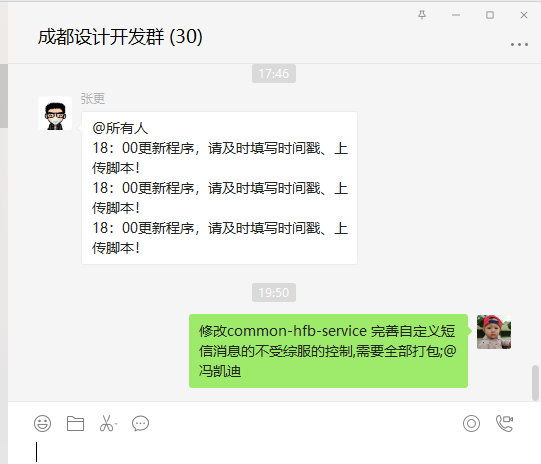 成都设计开发群 (30)
17:46
张更
@所有人
18：00更新程序，请及时填写时间戳、上
传脚本！
18：00更新程序，请及时填写时间戳、上
传脚本！
18：00更新程序，请及时填写时间戳、上
传脚本！
19:50
修改common-hfb-service 完善自定义短
信消息的不受综服的控制,需要全部打包;@
冯凯迪